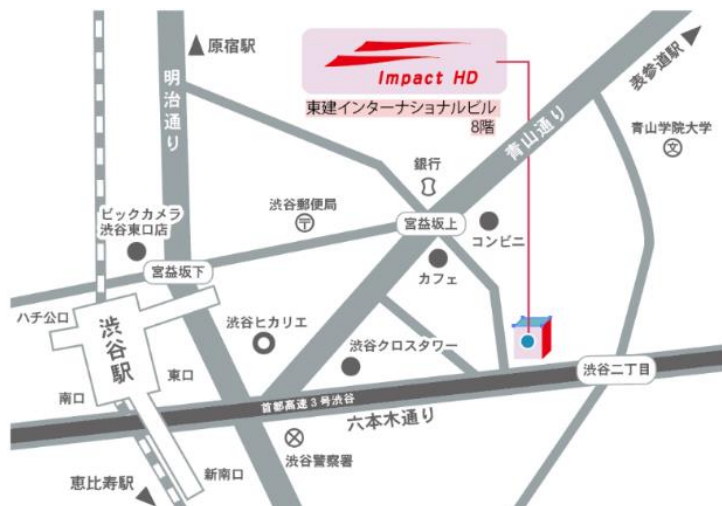 原宿駅
明治通り
Impact HD
東建インターナショナルビル
8階
表参道駅
青山通り
青山学院大学
文
銀行
ビックカメラ
渋谷東口店
渋谷郵便局
〒
宮益坂上
コンビニ
宮益坂下
カフェ
ハチ公口
渋谷駅
渋谷ヒカリエ
渋谷クロスタワー
渋谷二丁目
東口
南口
首都高速3号渋谷
六本木通り
渋谷警察署
新南口
恵比寿駅